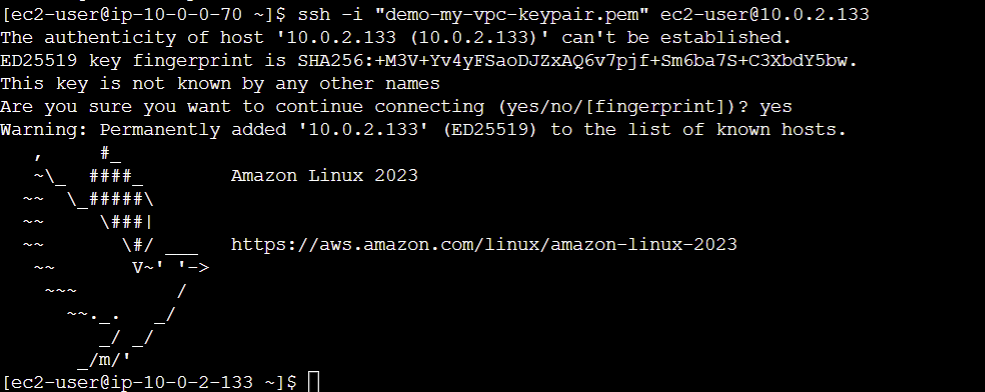 [ec2-user@ip-10-0-0-70 ~]$ ssh -i "demo-my-vpc-keypair.pem" ec2-user@10.0.2.133
The authenticity of host '10.0.2.133 (10.0.2.133)' can't be established.
ED25519 key fingerprint is SHA256:+M3V+Yv4yFSaoDJZxAQ6v7pjf+Sm6ba7S+C3XbdY5bw.
This key is not known by any other names
Are you sure you want to continue connecting (yes/no/[fingerprint])? yes
Warning: Permanently added '10.0.2.133' (ED25519) to the list of known hosts.
   ,     #_
   ~\_  ####_        Amazon Linux 2023
  ~~  \_#####\
  ~~     \###|
  ~~       \#/ ___   https://aws.amazon.com/linux/amazon-linux-2023
   ~~       V~' '->
    ~~~         /
      ~~._.   _/
         _/ _/
       _/m/'
[ec2-user@ip-10-0-2-133 ~]$